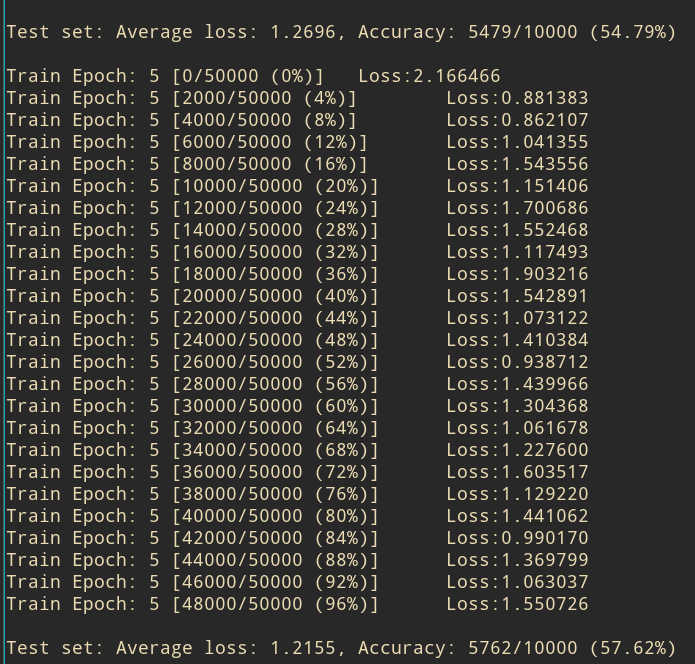 Test set: Average loss: 1.2696, Accuracy: 5479/10000 (54.79%)
Train Epoch: 5 [0/50000 (0%)] Loss:2.166466
Train Epoch: 5 [2000/50000 (4%)] Loss:0.881383
Train Epoch: 5 [4000/50000 (8%)] Loss:0.862107
Train Epoch: 5 [6000/50000 (12%)] Loss:1.041355
Train Epoch: 5 [8000/50000 (16%)] Loss:1.543556
Train Epoch: 5 [10000/50000 (20%)] Loss:1.151406
Train Epoch: 5 [12000/50000 (24%)] Loss:1.700686
Train Epoch: 5 [14000/50000 (28%)] Loss:1.552468
Train Epoch: 5 [16000/50000 (32%)] Loss:1.117493
Train Epoch: 5 [18000/50000 (36%)] Loss:1.903216
Train Epoch: 5 [20000/50000 (40%)] Loss:1.542891
Train Epoch: 5 [22000/50000 (44%)] Loss:1.073122
Train Epoch: 5 [24000/50000 (48%)] Loss:1.410384
Train Epoch: 5 [26000/50000 (52%)] Loss:0.938712
Train Epoch: 5 [28000/50000 (56%)] Loss:1.439966
Train Epoch: 5 [30000/50000 (60%)] Loss:1.304368
Train Epoch: 5 [32000/50000 (64%)] Loss:1.061678
Train Epoch: 5 [34000/50000 (68%)] Loss:1.227600
Train Epoch: 5 [36000/50000 (72%)] Loss:1.603517
Train Epoch: 5 [38000/50000 (76%)] Loss:1.129220
Train Epoch: 5 [40000/50000 (80%)] Loss:1.441062
Train Epoch: 5 [42000/50000 (84%)] Loss:0.990170
Train Epoch: 5 [44000/50000 (88%)] Loss:1.369799
Train Epoch: 5 [46000/50000 (92%)] Loss:1.063037
Train Epoch: 5 [48000/50000 (96%)] Loss:1.550726
Test set: Average loss: 1.2155, Accuracy: 5762/10000 (57.62%)